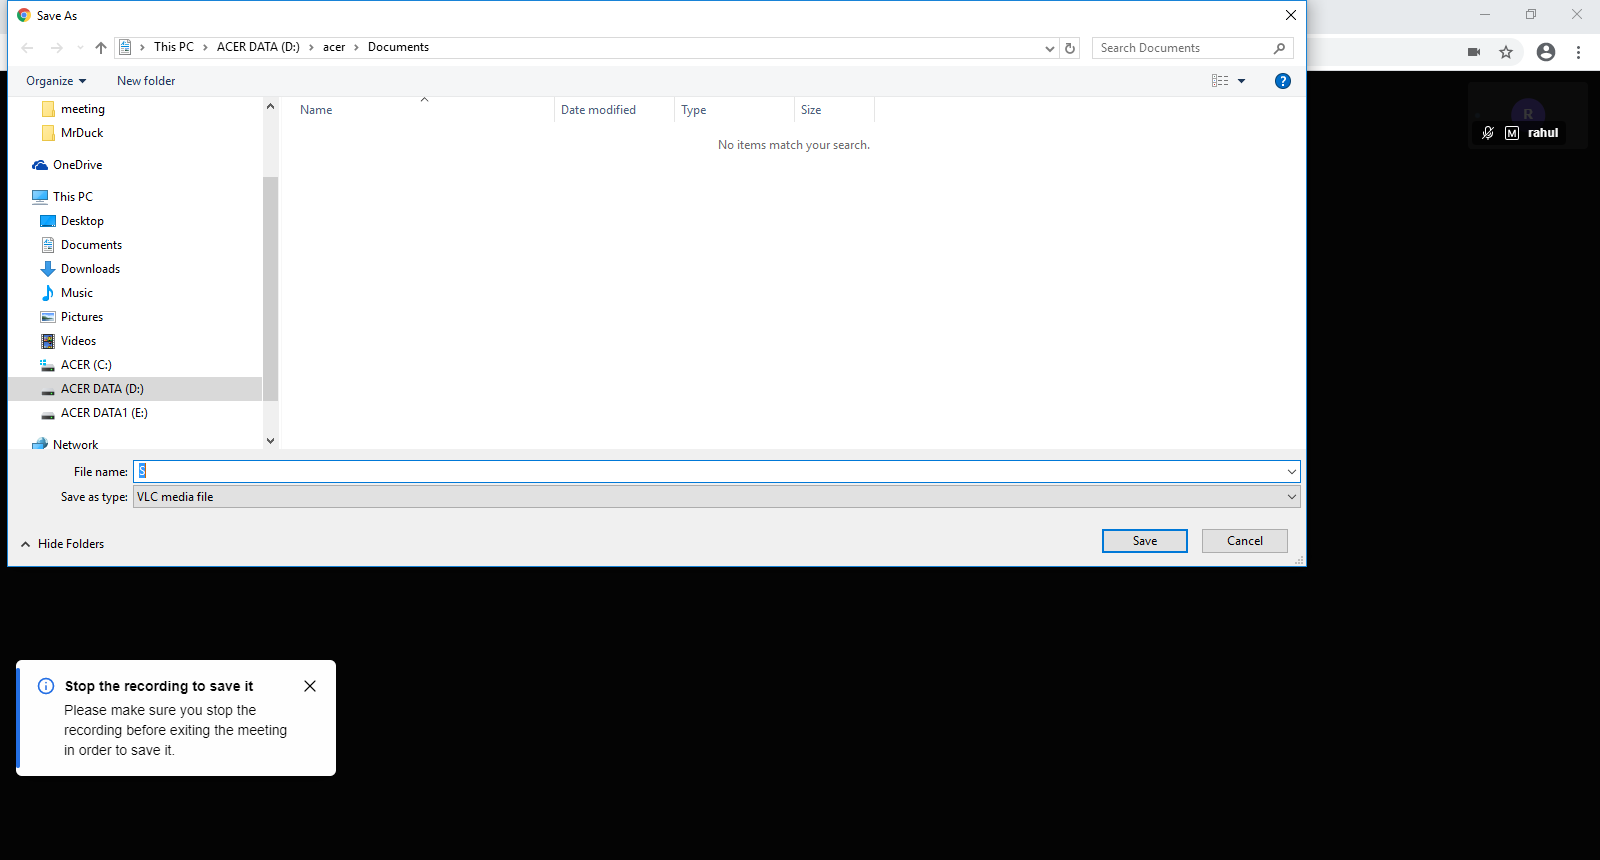 Save As
This PC > ACER DATA (D:) > acer > Documents
Search Documents
Organize
New folder
meeting
MrDuck
OneDrive
This PC
Desktop
Documents
Downloads
Music
Pictures
Videos
ACER (C:)
ACER DATA (D:)
ACER DATA1 (E:)
Network
Name
Date modified
Type
Size
No items match your search.
File name: S
Save as type: VLC media file
Hide Folders
Save
Cancel
R
M rahul
Stop the recording to save it
Please make sure you stop the
recording before exiting the meeting
in order to save it.